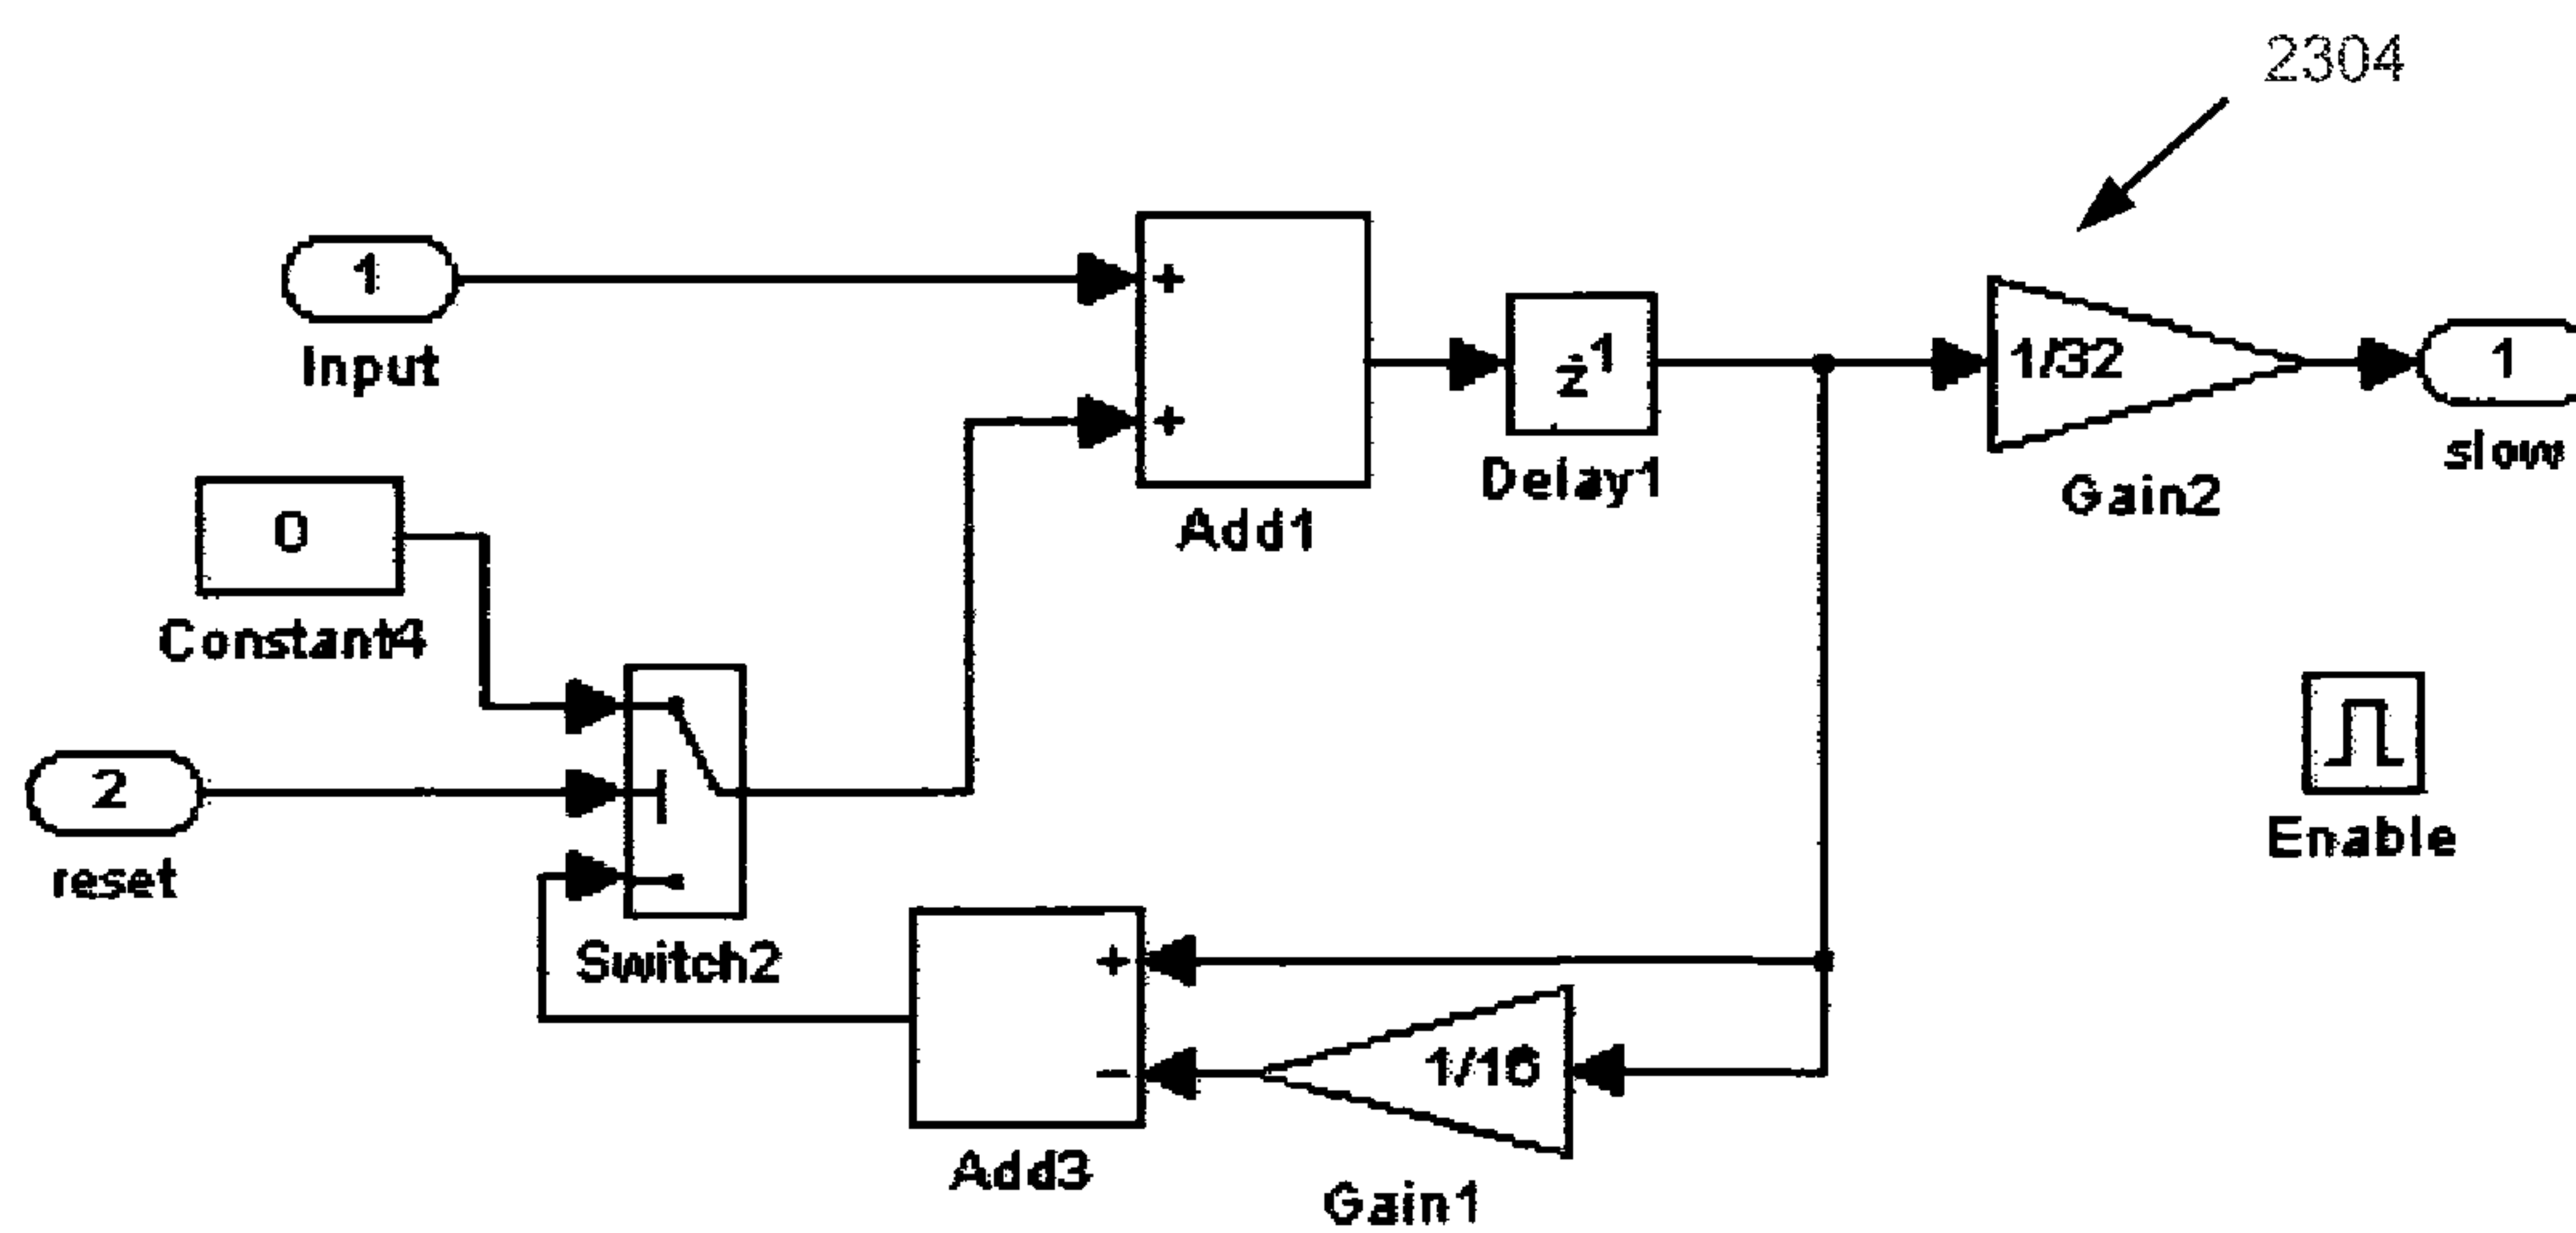 2304
1
Input
+
+
Add1
z-1
Delay1
1/32
Gain2
1
slow
0
Constant4
2
reset
Switch2
Enable
+
-
Add3
1/16
Gain1